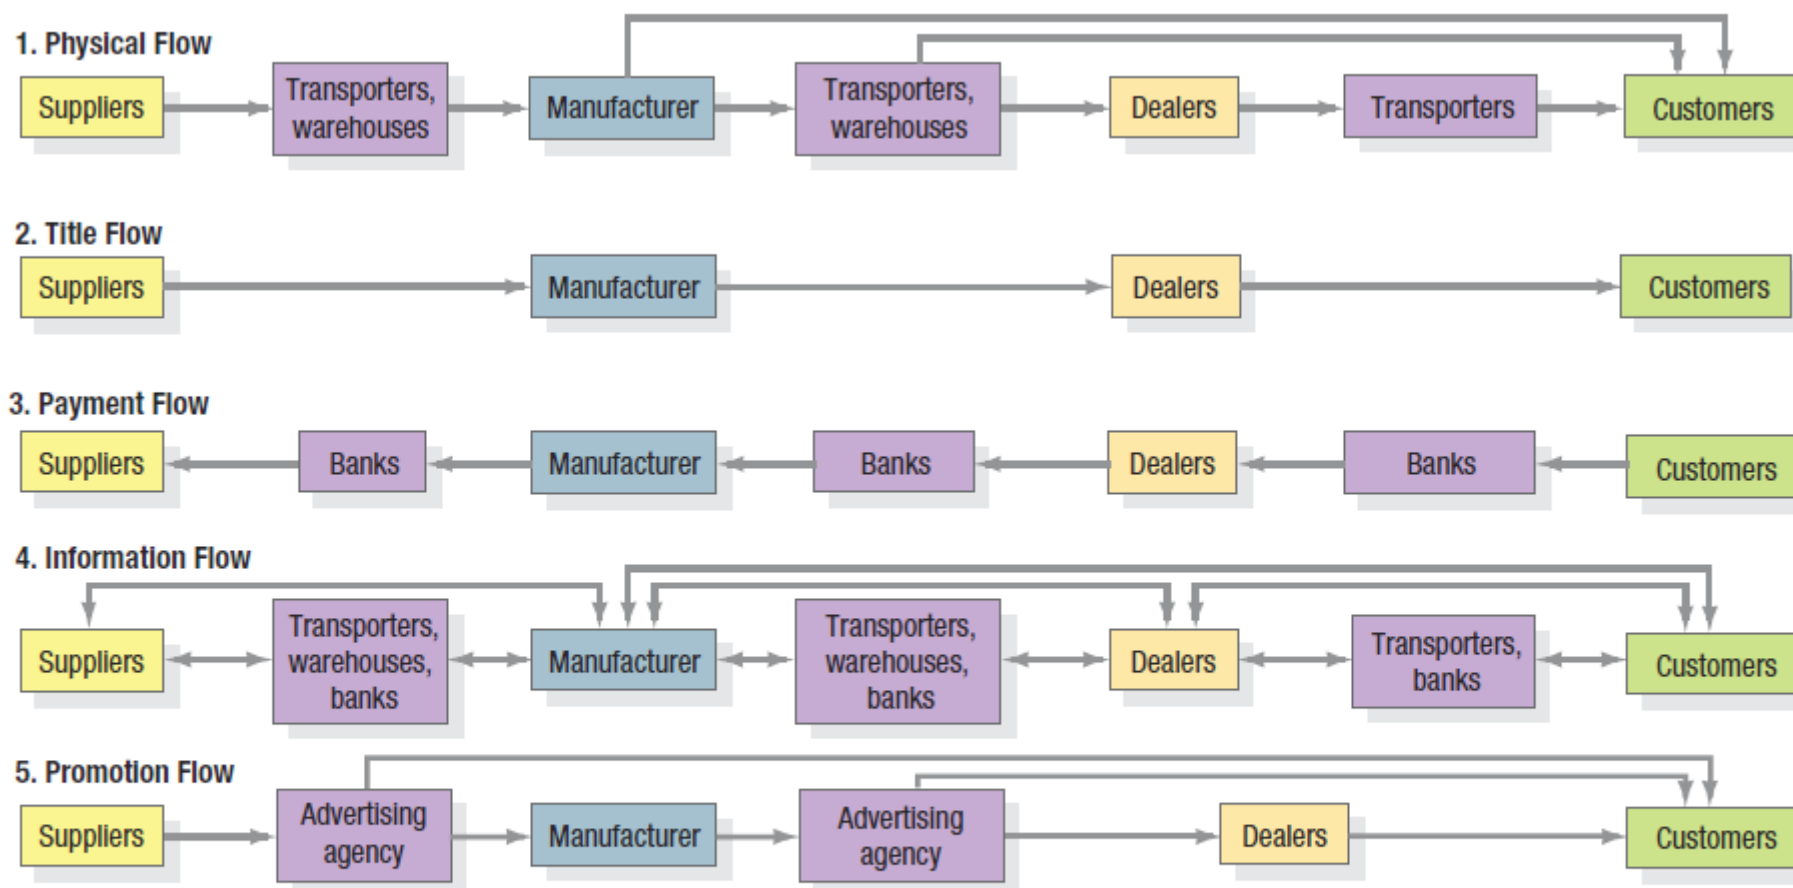 1. Physical Flow
Suppliers
Transporters,
warehouses
Manufacturer
Transporters,
warehouses
Dealers
Transporters
Customers
2. Title Flow
Suppliers
Manufacturer
Dealers
Customers
3. Payment Flow
Suppliers
Banks
Manufacturer
Banks
Dealers
Banks
Customers
4. Information Flow
Suppliers
Transporters,
warehouses,
banks
Manufacturer
Transporters,
warehouses,
banks
Dealers
Transporters,
banks
Customers
5. Promotion Flow
Suppliers
Advertising
agency
Manufacturer
Advertising
agency
Dealers
Customers